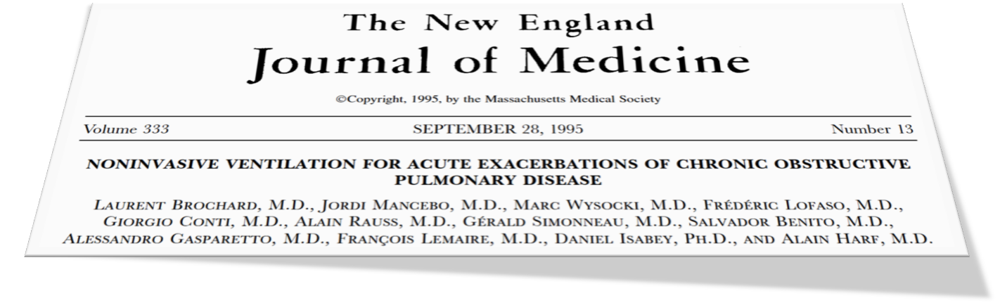 The New England
Journal of Medicine
©Copyright, 1995, by the Massachusetts Medical Society
Volume 333 SEPTEMBER 28, 1995 Number 13
NONINVASIVE VENTILATION FOR ACUTE EXACERBATIONS OF CHRONIC OBSTRUCTIVE
PULMONARY DISEASE
LAURENT BROCHARD, M.D., JORDI MANCEBO, M.D., MARC WYSOCKI, M.D., FRÉDÉRIC LOFASO, M.D.,
GIORGIO CONTI, M.D., ALAIN RAUSS, M.D., GÉRALD SIMONNEAU, M.D., SALVADOR BENITO, M.D.,
ALESSANDRO GASPARETTO, M.D., FRANÇOIS LEMAIRE, M.D., DANIEL ISABEY, PH.D., AND ALAIN HARF, M.D.